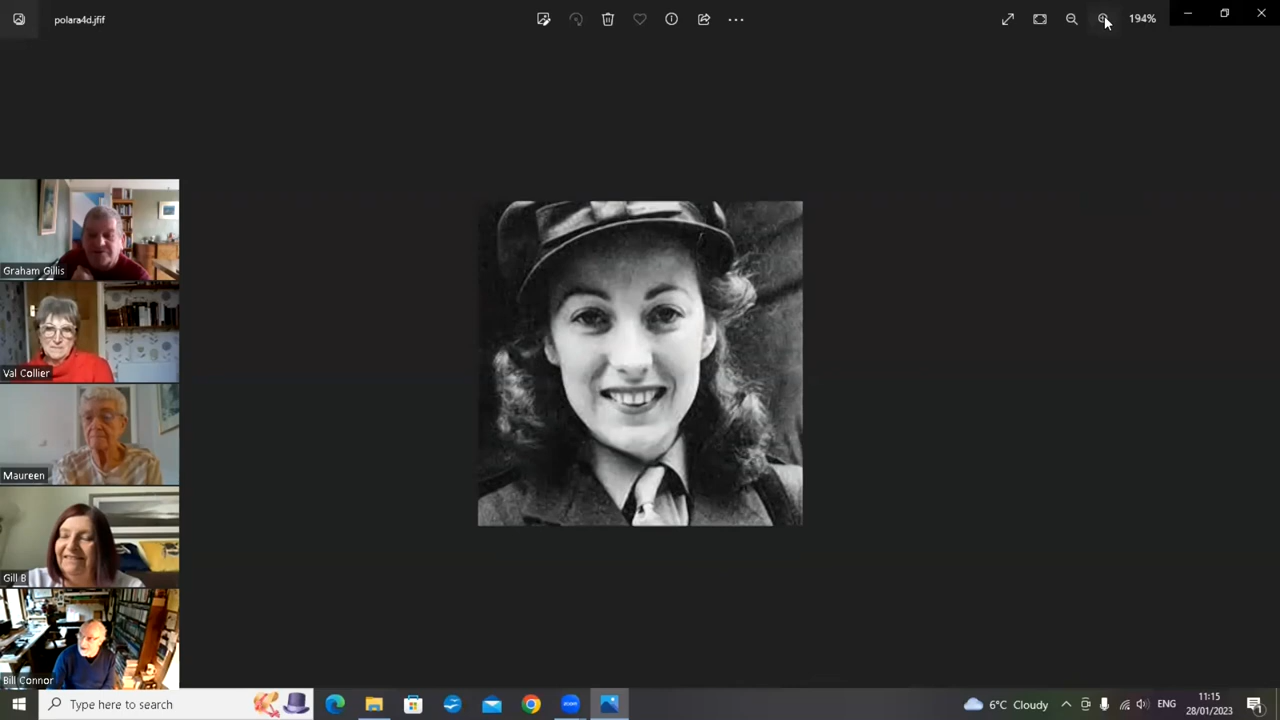 polara4d.jfif
194%
Graham Gillis
Val Collier
Maureen
Gill B
Bill Connor
Type here to search
zoom
6°C Cloudy
ENG
11:15
28/01/2023